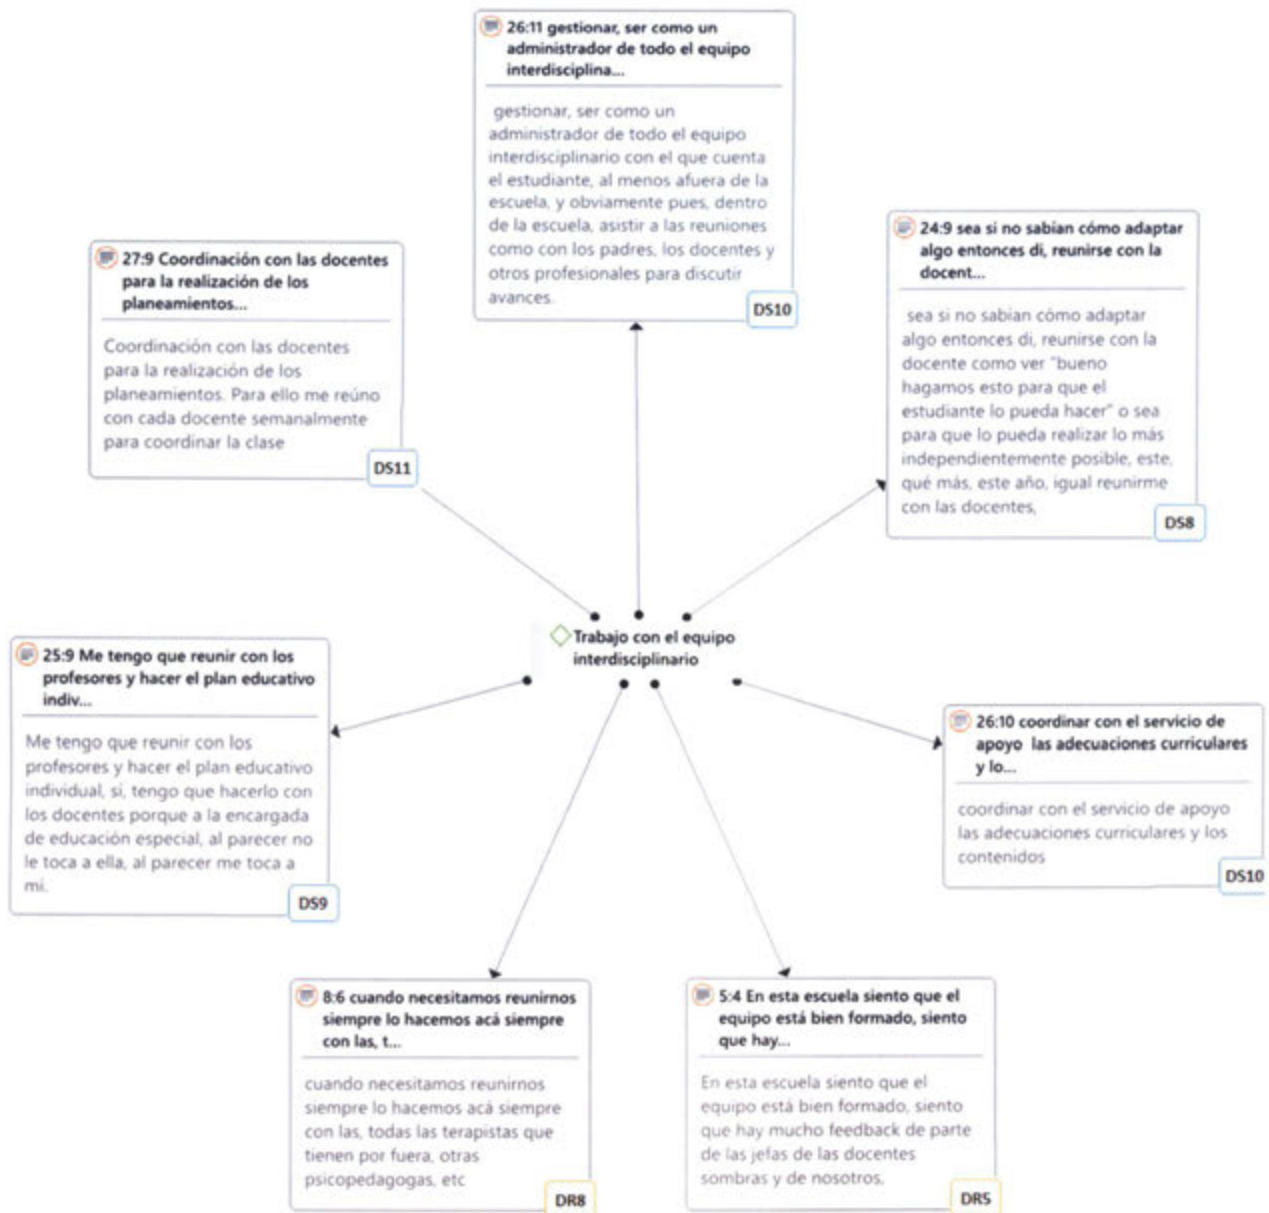 26:11 gestionar, ser como un
administrador de todo el equipo
interdisciplina...
gestionar, ser como un
administrador de todo el equipo
interdisciplinario con el que cuenta
el estudiante, al menos afuera de la
escuela, y obviamente pues, dentro
de la escuela, asistir a las reuniones
como con los padres, los docentes y
otros profesionales para discutir
avances.
DS10
27:9 Coordinación con las docentes
para la realización de los
planeamientos...
Coordinación con las docentes
para la realización de los
planeamientos. Para ello me reúno
con cada docente semanalmente
para coordinar la clase
DS11
24:9 sea si no sabian cómo adaptar
algo entonces di, reunirse con la
docent...
sea si no sabian cómo adaptar
algo entonces di, reunirse con la
docente como ver "bueno
hagamos esto para que el
estudiante lo pueda hacer" o sea
para que lo pueda realizar lo más
independientemente posible, este,
qué más, este año, igual reunirme
con las docentes,
DS8
Trabajo con el equipo
interdisciplinario
25:9 Me tengo que reunir con los
profesores y hacer el plan educativo
indiv...
Me tengo que reunir con los
profesores y hacer el plan educativo
individual, si, tengo que hacerlo con
los docentes porque a la encargada
de educación especial, al parecer no
le toca a ella, al parecer me toca a
mi.
DS9
26:10 coordinar con el servicio de
apoyo las adecuaciones curriculares
y lo...
coordinar con el servicio de apoyo
las adecuaciones curriculares y los
contenidos
DS10
8:6 cuando necesitamos reunirnos
siempre lo hacemos acá siempre
con las, t...
cuando necesitamos reunirnos
siempre lo hacemos acá siempre
con las, todas las terapistas que
tienen por fuera, otras
psicopedagogas, etc
DR8
5:4 En esta escuela siento que el
equipo está bien formado, siento
que hay...
En esta escuela siento que el
equipo está bien formado, siento
que hay mucho feedback de parte
de las jefas de las docentes
sombras y de nosotros.
DR5